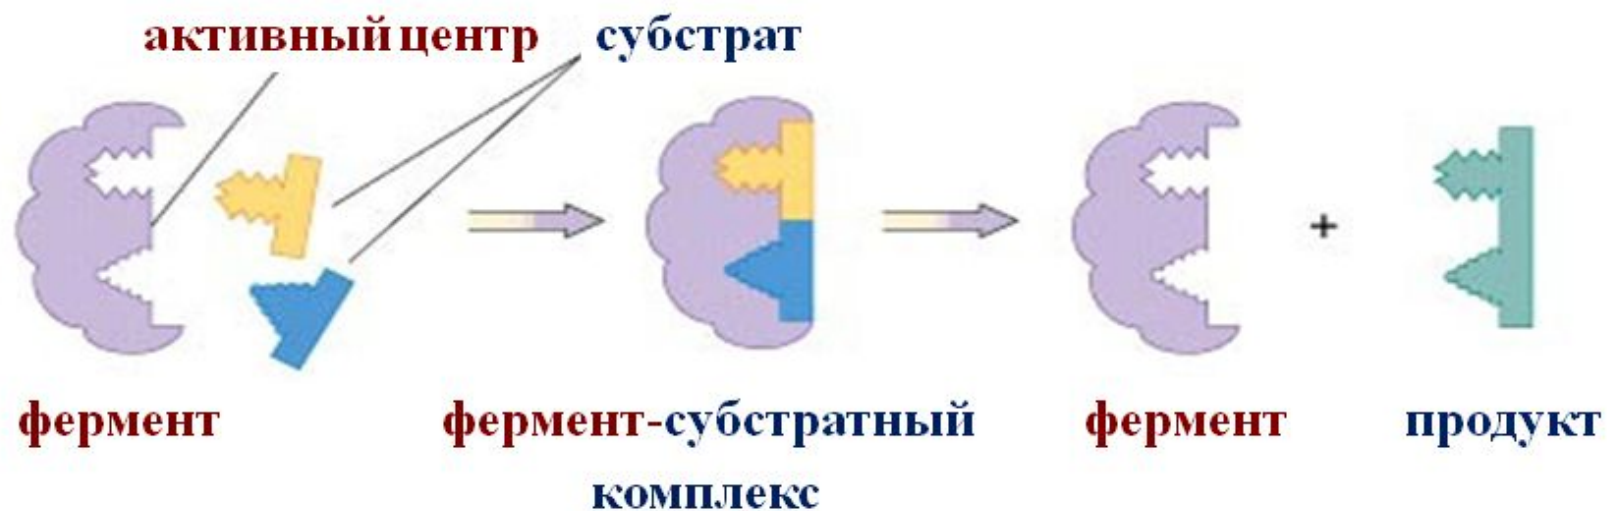 активный центр субстрат
+
фермент фермент-субстратный фермент продукт
комплекс